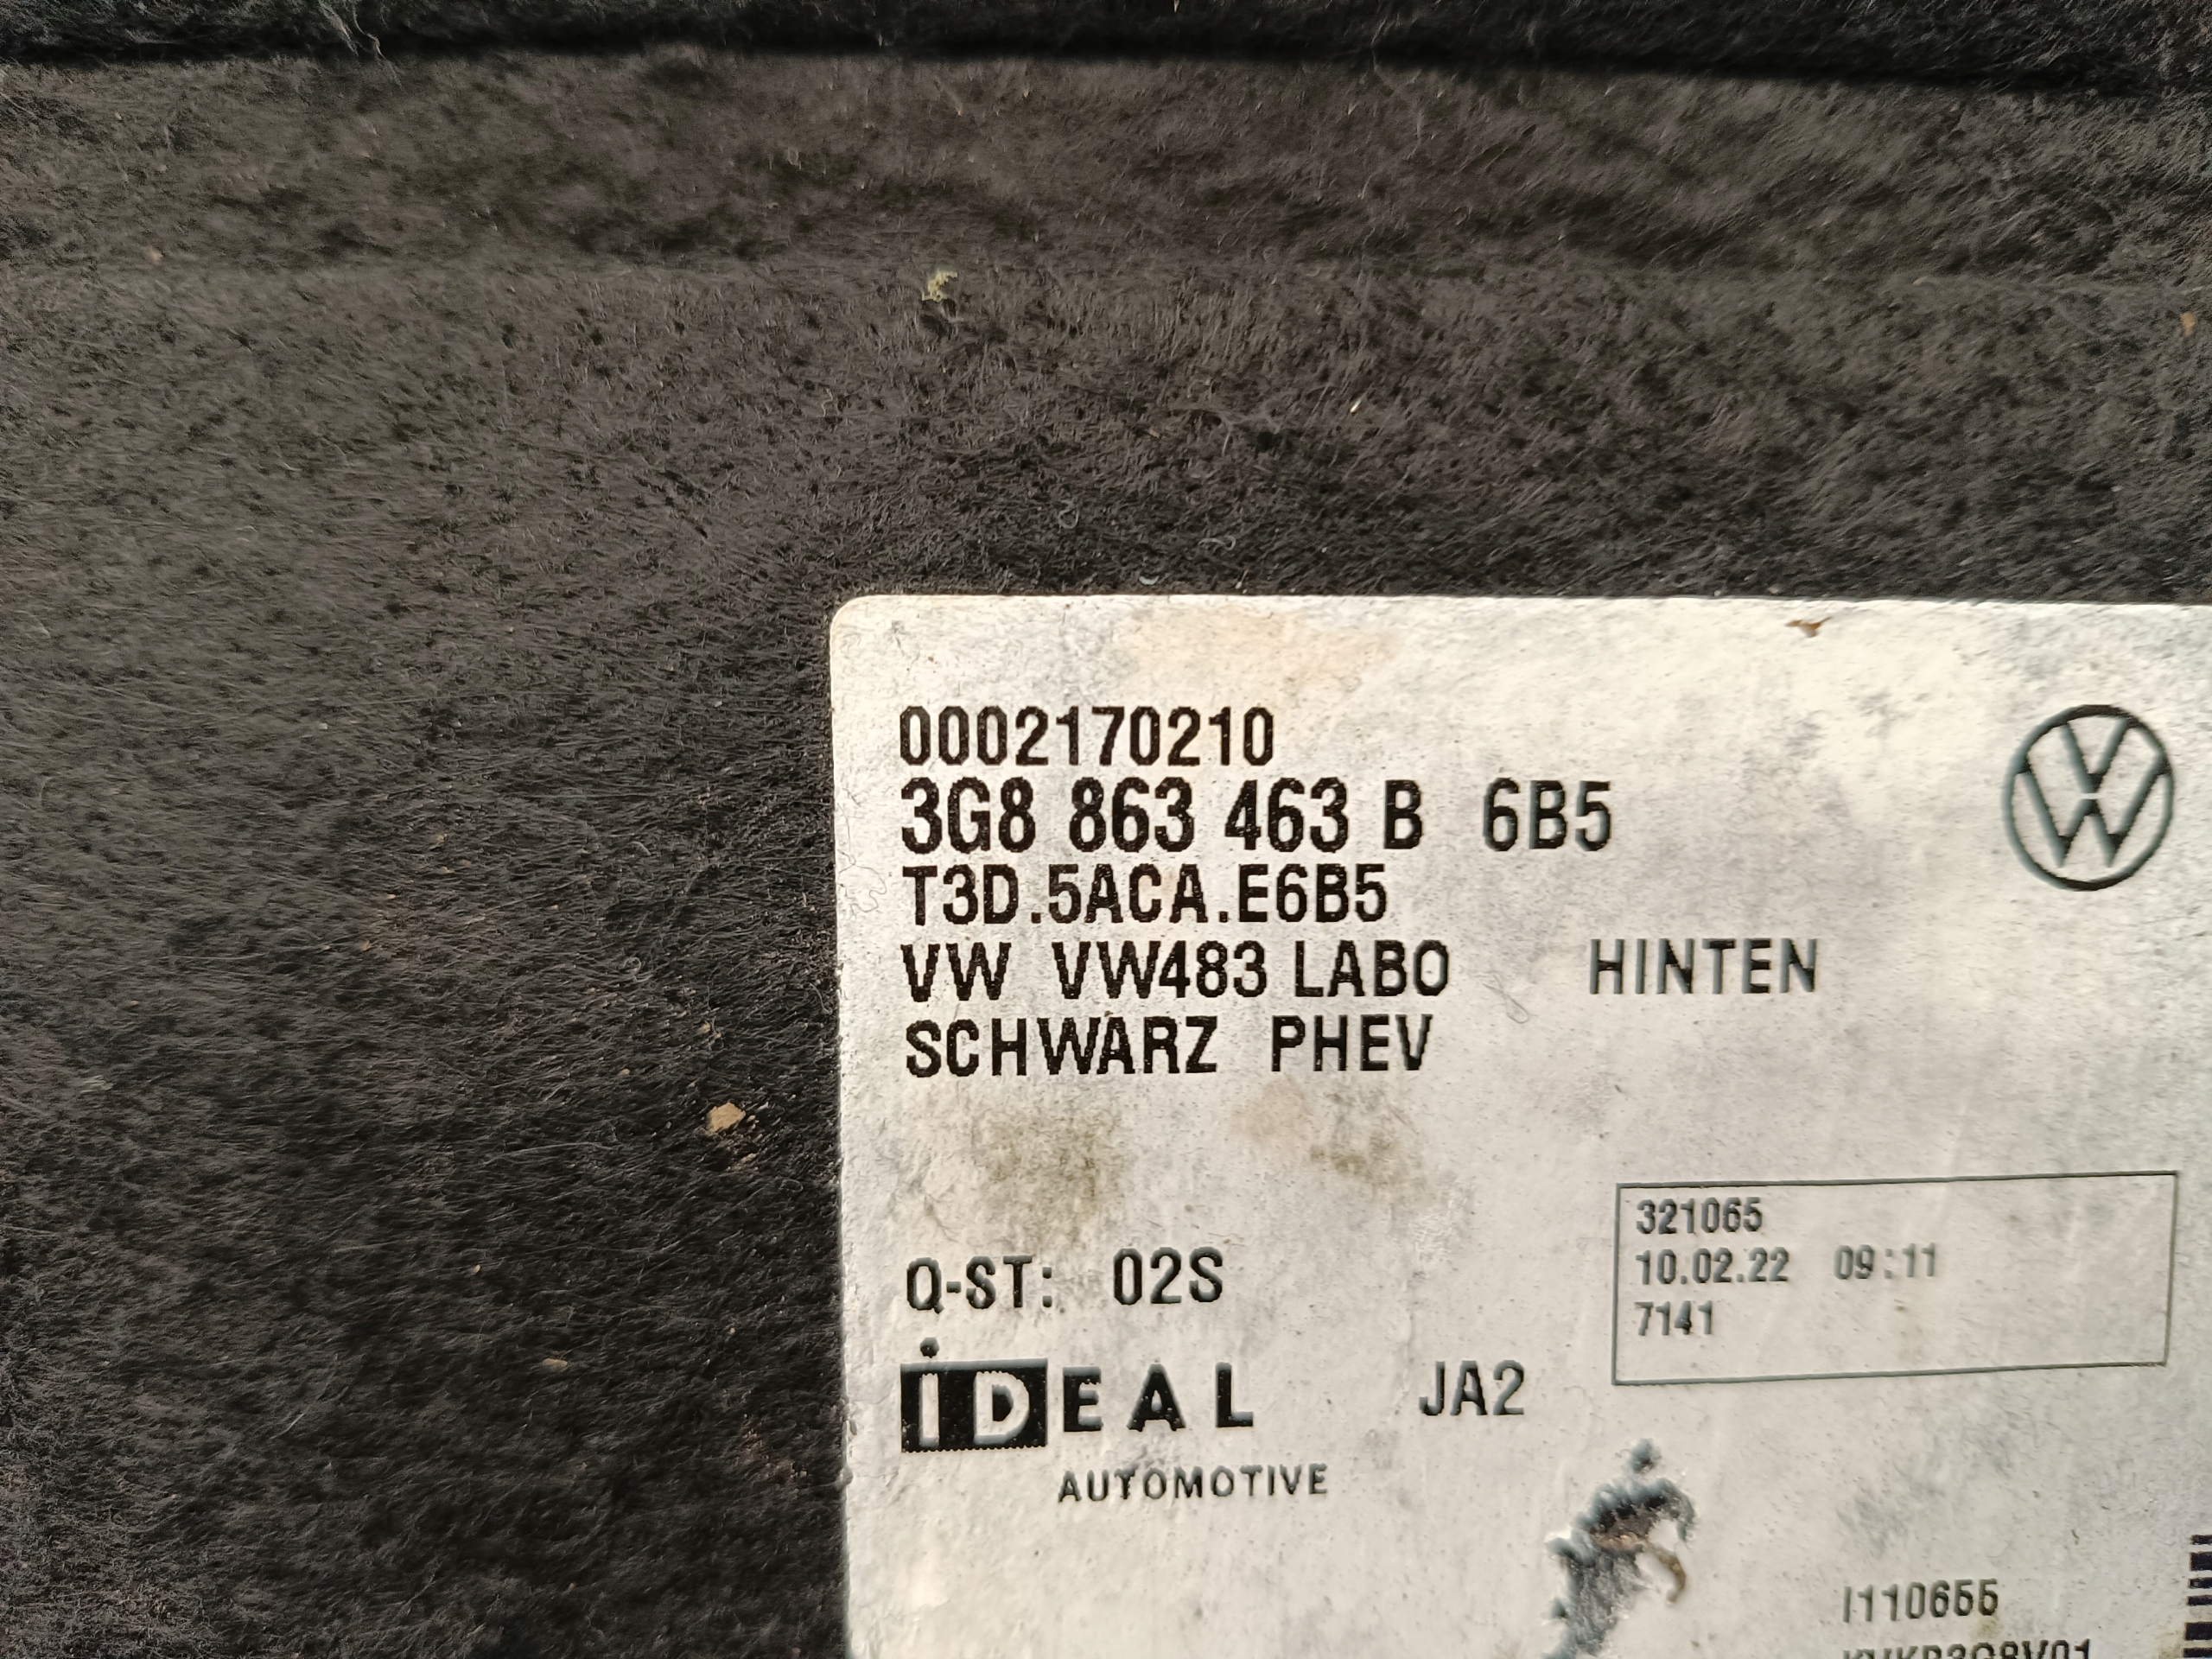 0002170210
3G8 863 463 B 6B5
T3D.5ACA.E6B5
VW VW483 LABO HINTEN
SCHWARZ PHEV
321065
10.02.22 09:11
7141
Q-ST: 02S
iDEAL JA2
AUTOMOTIVE
I110655